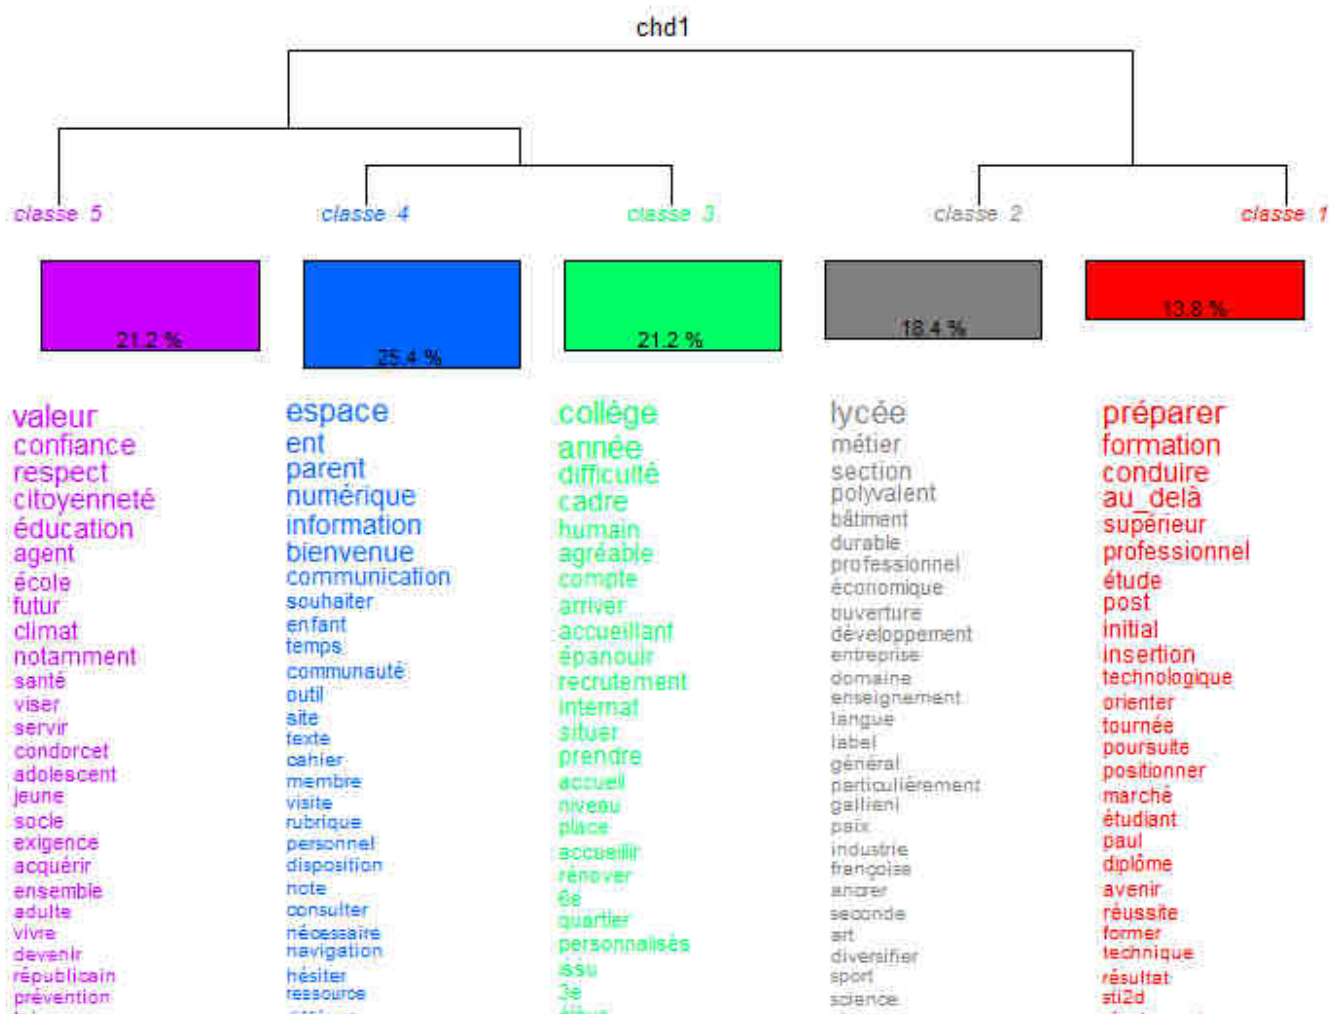 chd1
classe 5
classe 4
classe 3
classe 2
classe 1
21.2 %
25.4 %
21.2 %
18.4 %
13.8 %
valeur
confiance
respect
citoyenneté
éducation
agent
école
futur
climat
notamment
santé
viser
servir
condorcet
adolescent
jeune
socle
exigence
acquérir
ensemble
adulte
vivre
devenir
républicain
prévention
espace
ent
parent
numérique
information
bienvenue
communication
souhaiter
enfant
temps
communauté
outil
site
texte
cahier
membre
visite
rubrique
personnel
disposition
note
consulter
nécessaire
navigation
hésiter
ressource
collège
année
difficulté
cadre
humain
agréable
compte
arriver
accueillant
épanouir
recrutement
internat
situer
prendre
accueil
niveau
place
accueillir
rénover
6e
quartier
personnalisés
issu
3e
lycée
métier
section
polyvalent
bâtiment
durable
professionnel
économique
ouverture
développement
entreprise
domaine
enseignement
langue
label
général
particulièrement
gallieni
paix
industrie
françoise
ancrer
seconde
art
diversifier
sport
science
préparer
formation
conduire
au_delà
supérieur
professionnel
étude
post
initial
insertion
technologique
orienter
tournée
poursuite
positionner
marché
étudiant
paul
diplôme
avenir
réussite
former
technique
résultat
sti2d